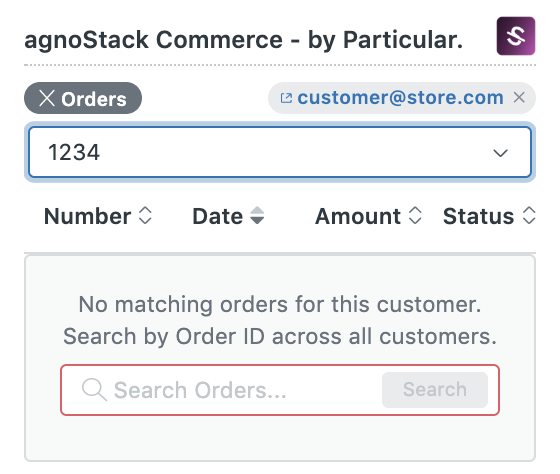 agnoStack Commerce - by Particular.
Orders
customer@store.com
1234
Number Date Amount Status
No matching orders for this customer.
Search by Order ID across all customers.
Search Orders... Search